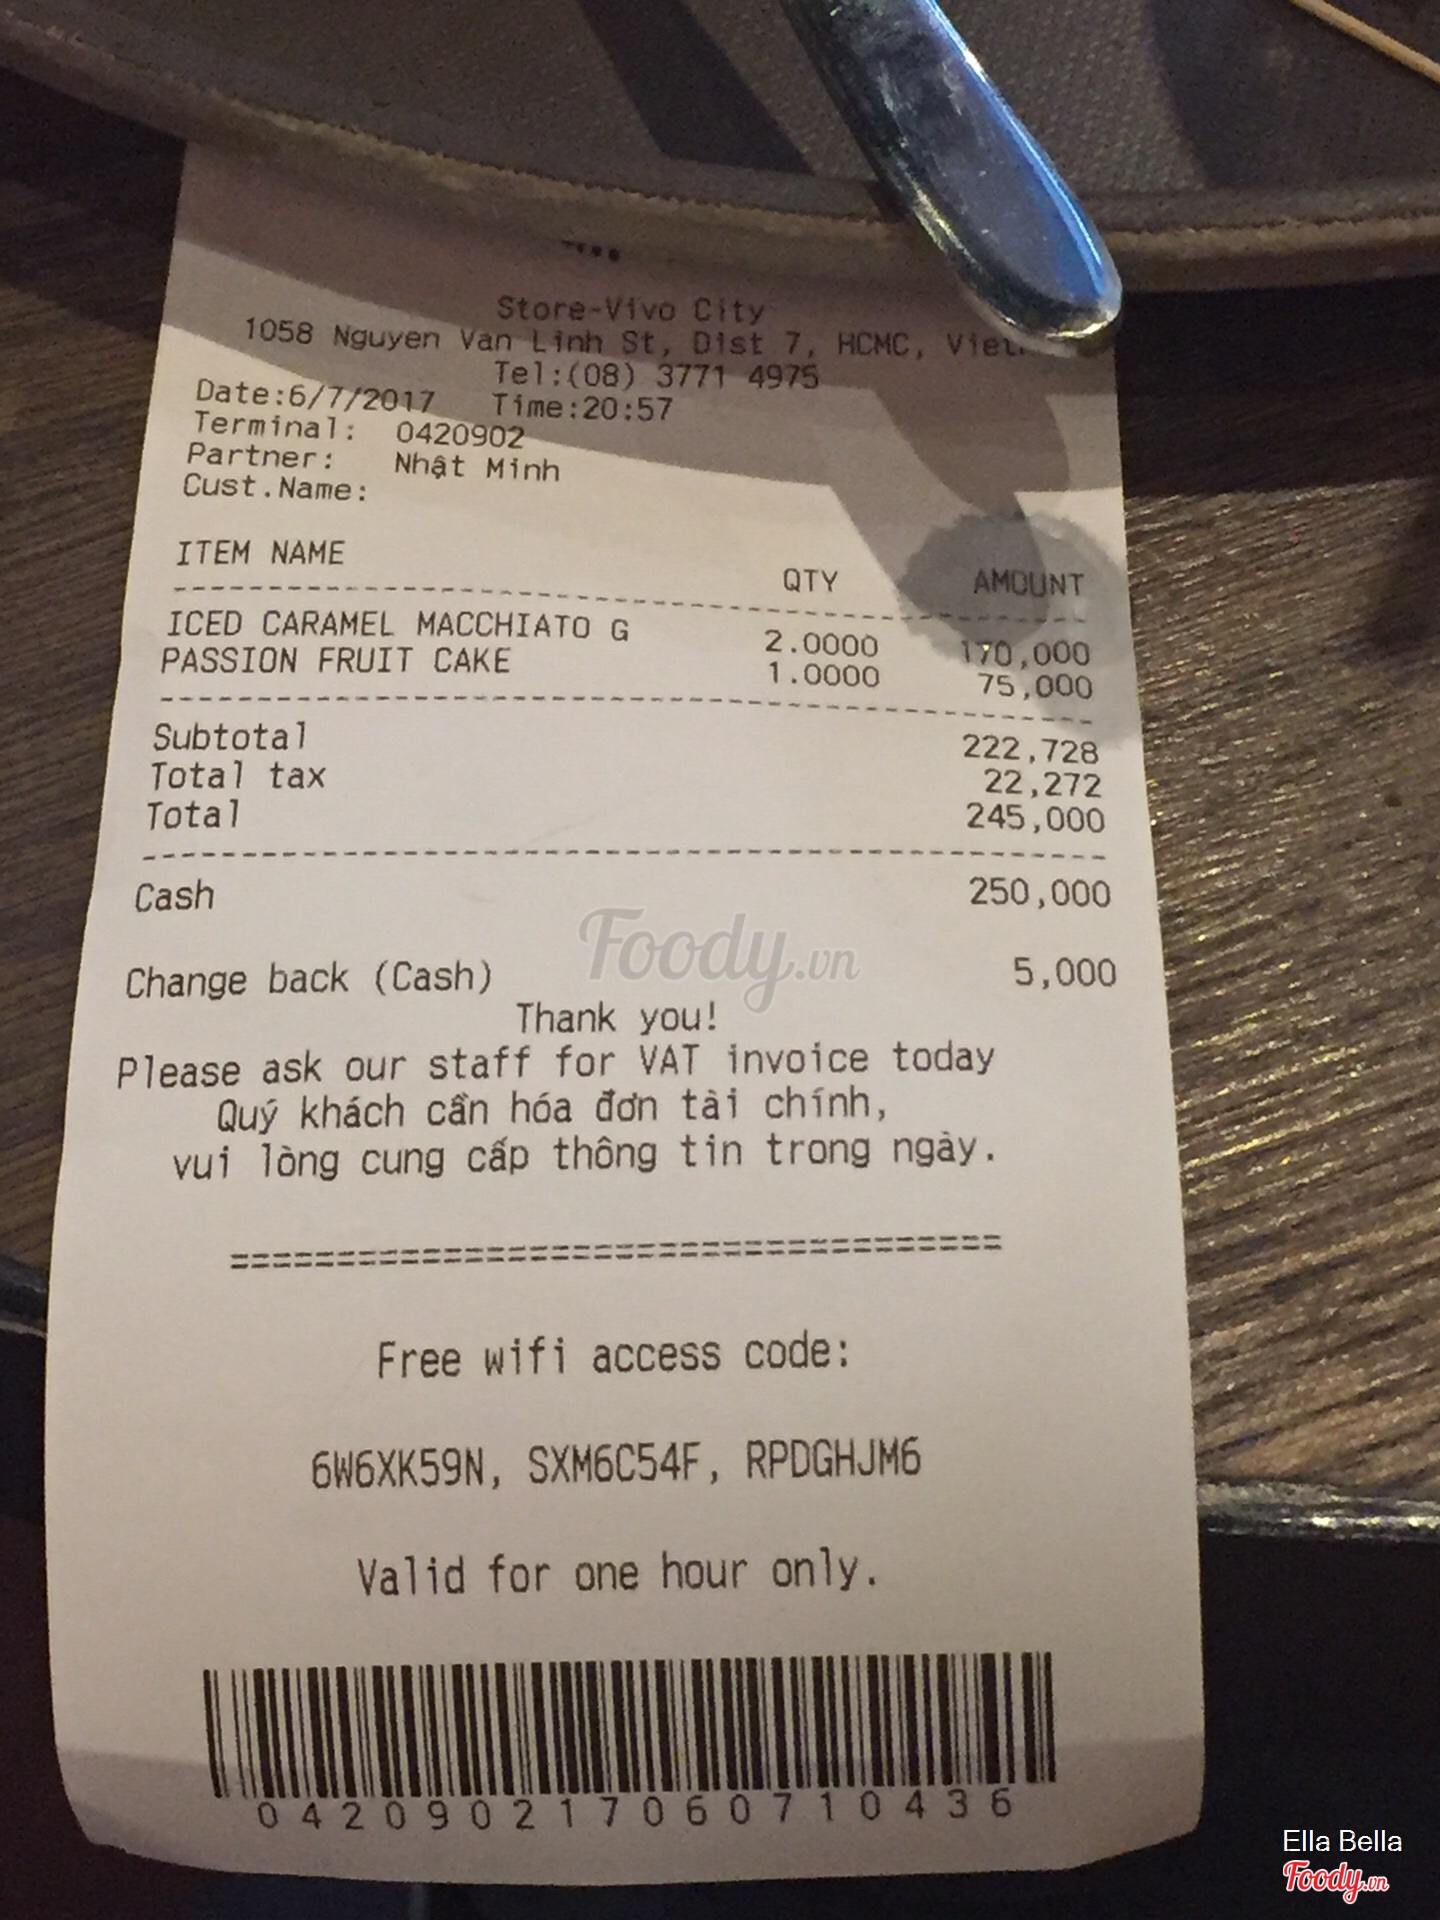 Store-Vivo City
1058 Nguyen Van Linh St, Dist 7, HCMC,
Tel:(08) 3771 4975
Date:6/7/2017 Time:20:57
Terminal: 0420902
Partner: Nhật Minh
Cust.Name:
ITEM NAME QTY AMOUNT
ICED CARAMEL MACCHIATO G 2.0000 170,000
PASSION FRUIT CAKE 1.0000 75,000
Subtotal 222,728
Total tax 22,272
Total 245,000
Cash 250,000
Foody.vn
Change back (Cash) 5,000
Thank you!
Please ask our staff for VAT invoice today
Quý khách cần hóa đơn tài chính,
vui lòng cung cấp thông tin trong ngày.
===================================
Free wifi access code:
6W6XK59N, SXM6C54F, RPDGHJM6
Valid for one hour only.
042090217060710436
Ella Bella
Foody.vn